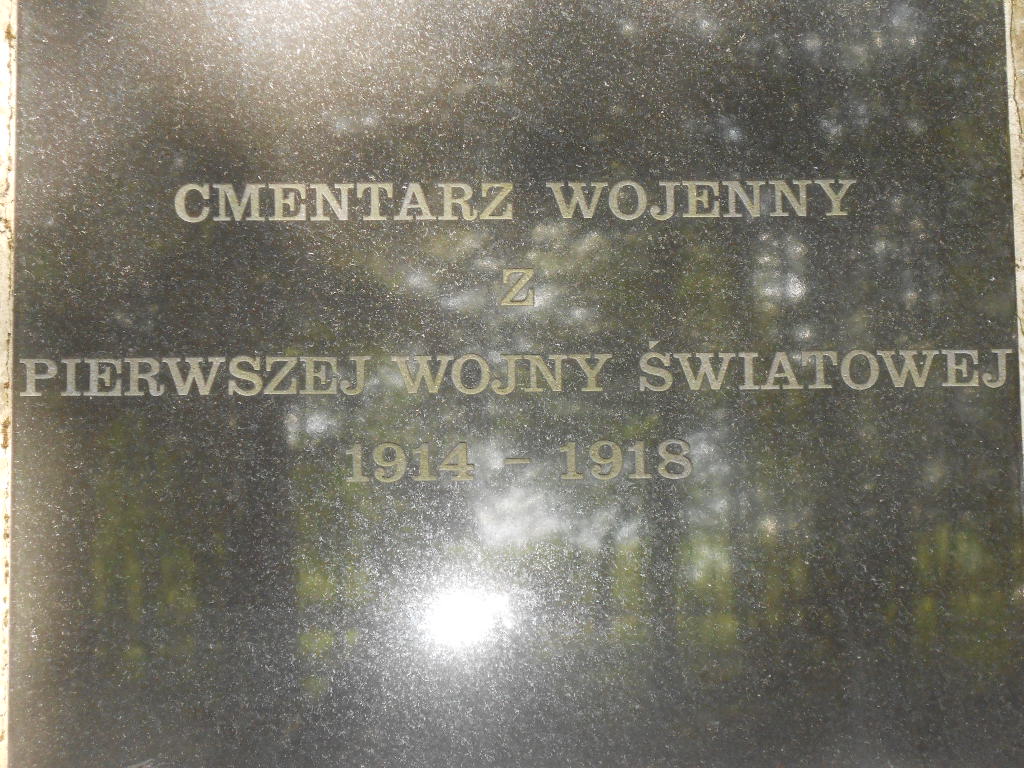 CMENTARZ WOJENNY
Z
PIERWSZEJ WOJNY ŚWIATOWEJ
1914 - 1918